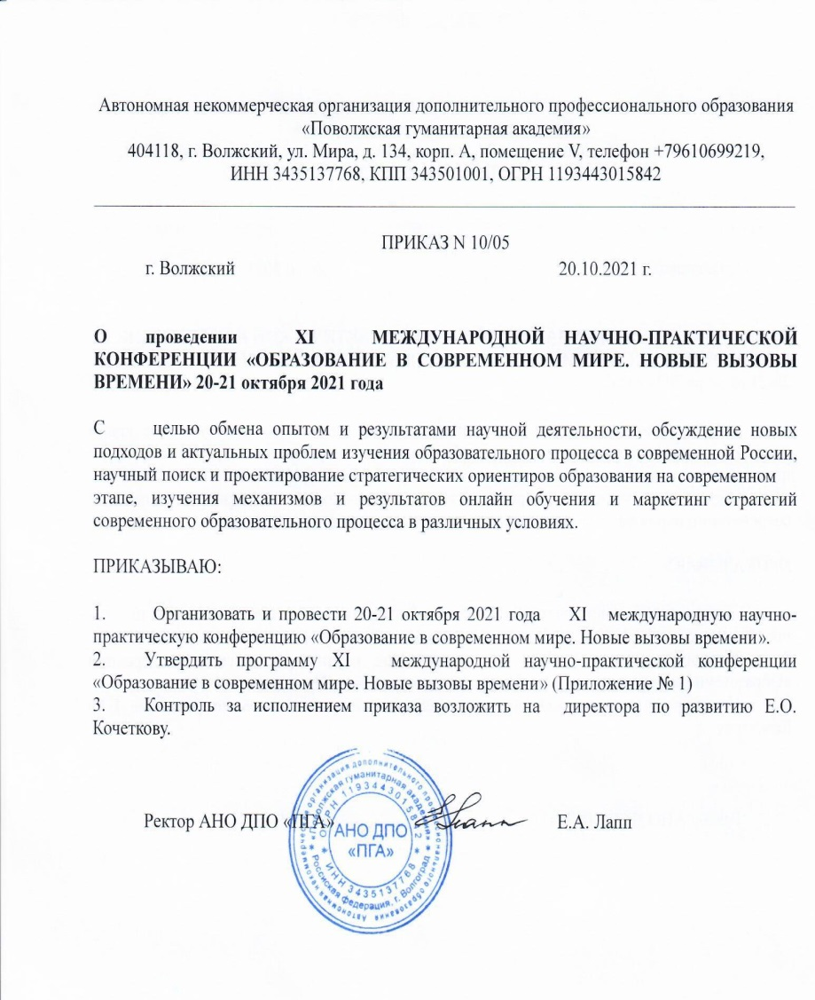 Автономная некоммерческая организация дополнительного профессионального образования
«Поволжская гуманитарная академия»
404118, г. Волжский, ул. Мира, д. 134, корп. А, помещение V, телефон +79610699219,
ИНН 3435137768, КПП 343501001, ОГРН 1193443015842
ПРИКАЗ N 10/05
г. Волжский 20.10.2021 г.
О проведении XI МЕЖДУНАРОДНОЙ НАУЧНО-ПРАКТИЧЕСКОЙ
КОНФЕРЕНЦИИ «ОБРАЗОВАНИЕ В СОВРЕМЕННОМ МИРЕ. НОВЫЕ ВЫЗОВЫ
ВРЕМЕНИ» 20-21 октября 2021 года
С целью обмена опытом и результатами научной деятельности, обсуждение новых
подходов и актуальных проблем изучения образовательного процесса в современной России,
научный поиск и проектирование стратегических ориентиров образования на современном
этапе, изучения механизмов и результатов онлайн обучения и маркетинг стратегий
современного образовательного процесса в различных условиях.
ПРИКАЗЫВАЮ:
1. Организовать и провести 20-21 октября 2021 года XI международную научно-
практическую конференцию «Образование в современном мире. Новые вызовы времени».
2. Утвердить программу XI международной научно-практической конференции
«Образование в современном мире. Новые вызовы времени» (Приложение № 1)
3. Контроль за исполнением приказа возложить на директора по развитию Е.О.
Кочеткову.
Ректор АНО ДПО «ПГА» Е.А. Лапп
Автономная некоммерческая организация дополнительного профессионального образования
«Поволжская гуманитарная академия»
Российская Федерация, г. Волгоград
ОГРН 1193443015842
ИНН 3435137768
АНО ДПО
«ПГА»